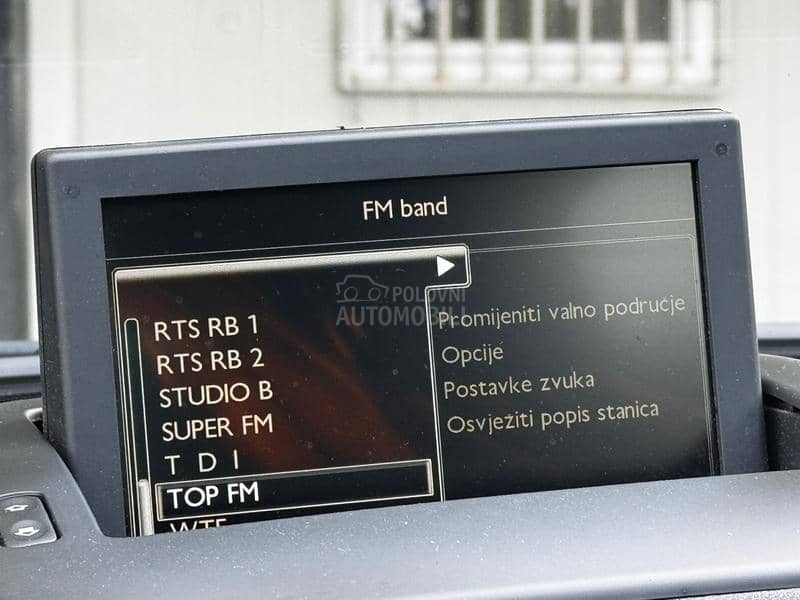 FM band
POLOVNI
AUTOMOBILI
RTS RB 1
RTS RB 2
STUDIO B
SUPER FM
T D I
TOP FM
Promijeniti valno područje
Opcije
Postavke zvuka
Osvježiti popis stanica